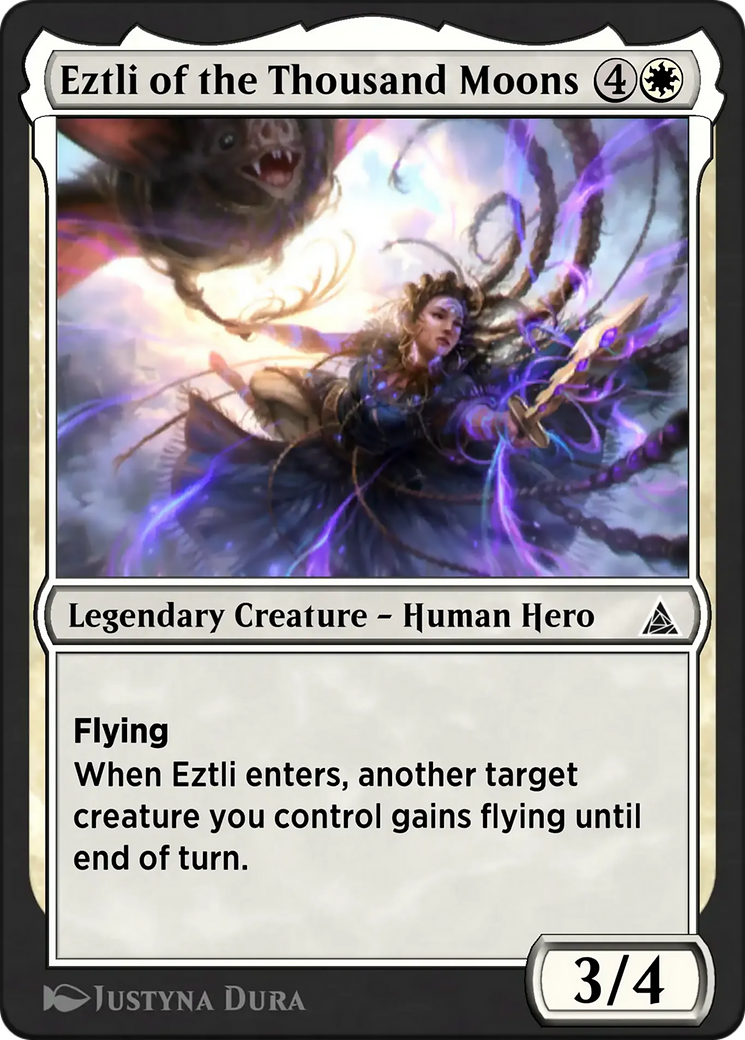 Eztli of the Thousand Moons 4
Legendary Creature – Human Hero
Flying
When Eztli enters, another target
creature you control gains flying until
end of turn.
3/4
Justyna Dura